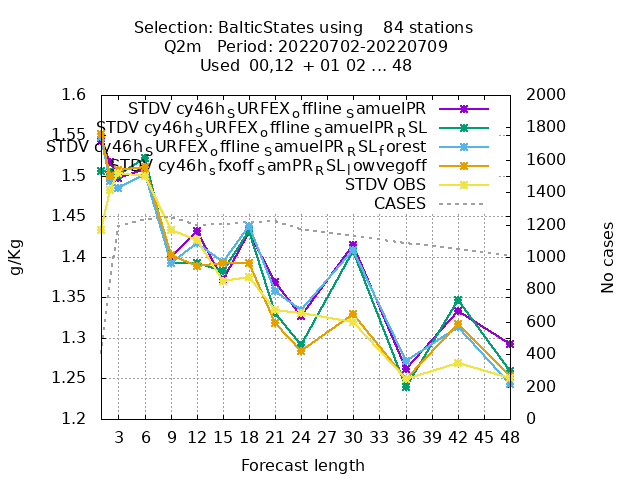 Selection: BalticStates using 84 stations
Q2m Period: 20220702-20220709
Used 00,12 + 01 02 ... 48
STDV cy46h_SURFEX_offline_samuelPR
STDV cy46h_SURFEX_offline_samuelPR_RSL
STDV cy46h_SURFEX_offline_samuelPR_RSL_forest
STDV cy46h_sfxoff_SamPR_RSL_lowvegoff
STDV OBS
CASES
1.6
1.55
1.5
1.45
1.4
1.35
1.3
1.25
1.2
g/Kg
2000
1800
1600
1400
1200
1000
800
600
400
200
0
No cases
3 6 9 12 15 18 21 24 27 30 33 36 39 42 45 48
Forecast length